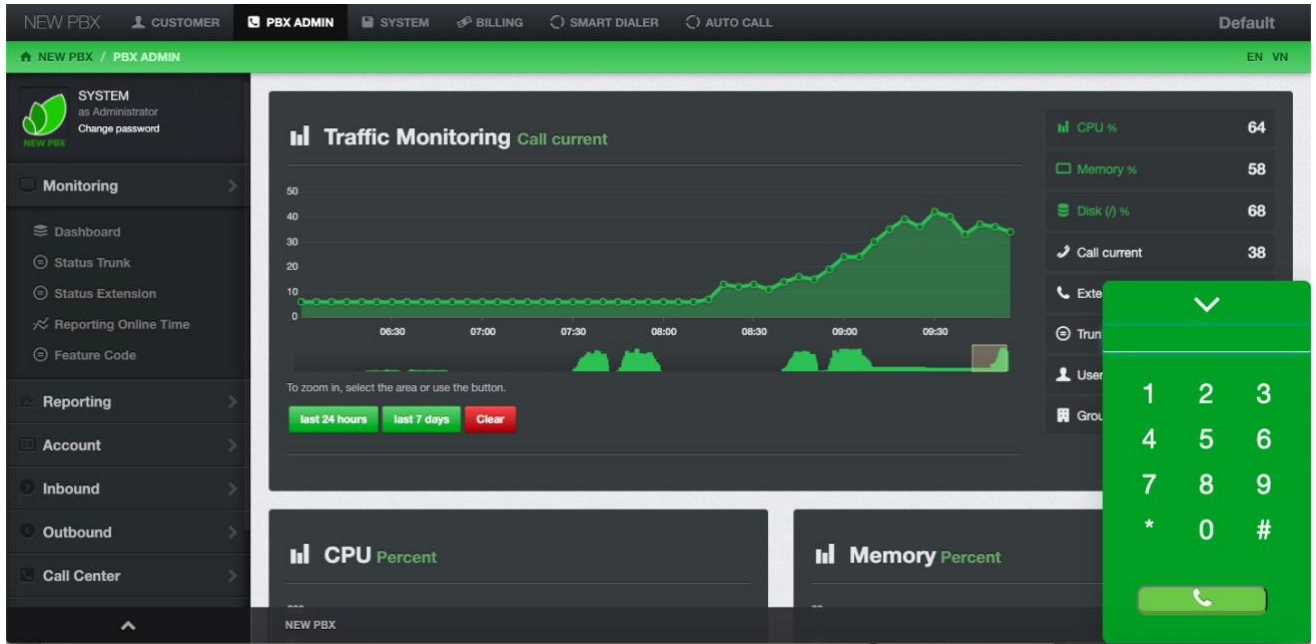 NEW PBX CUSTOMER PBX ADMIN SYSTEM BILLING SMART DIALER AUTO CALL Default
NEW PBX / PBX ADMIN EN VN
SYSTEM
as Administrator
Change password
NEW PBX
Monitoring
Dashboard
Status Trunk
Status Extension
Reporting Online Time
Feature Code
Reporting
Account
Inbound
Outbound
Call Center
Traffic Monitoring Call current
50
40
30
20
10
0
06:30 07:00 07:30 08:00 08:30 09:00 09:30
To zoom in, select the area or use the button.
last 24 hours last 7 days Clear
CPU % 64
Memory % 58
Disk (/) % 68
Call current 38
Exte
Trun
User
Grou
1 2 3
4 5 6
7 8 9
* 0 #
CPU Percent
Memory Percent
NEW PBX